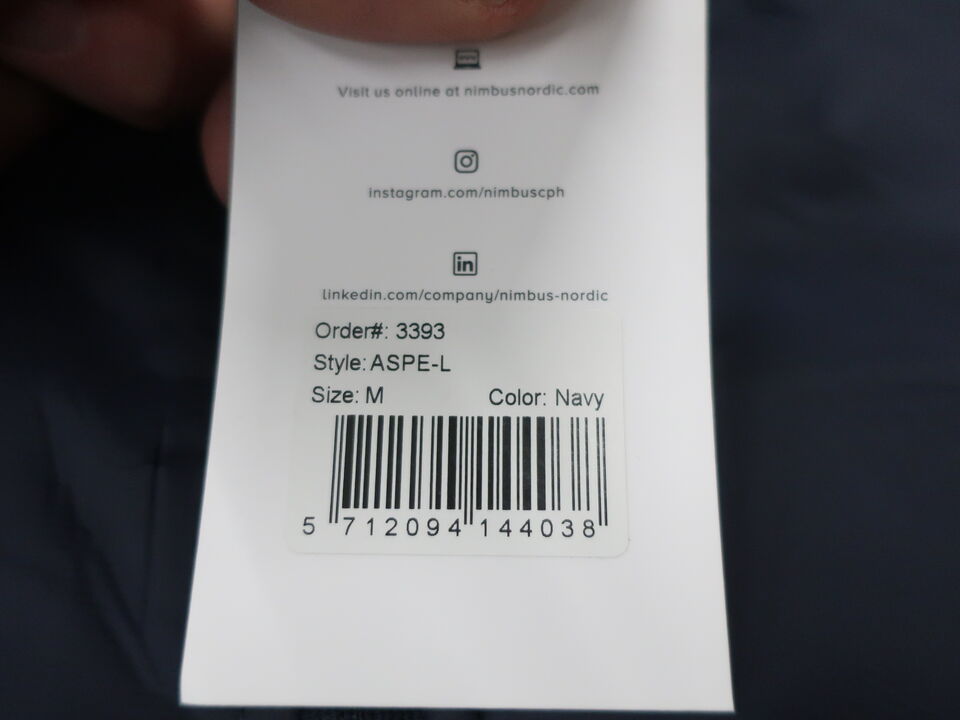 Visit us online at nimbusnordic.com
instagram.com/nimbuscph
in
linkedin.com/company/nimbus-nordic
Order#: 3393
Style: ASPE-L
Size: M Color: Navy
5 712094 144038